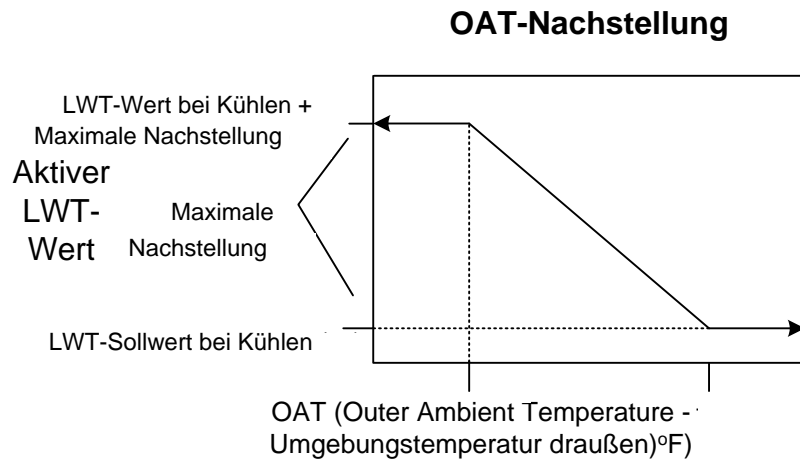 OAT-Nachstellung
LWT-Wert bei Kühlen +
Maximale Nachstellung
Aktiver
LWT-
Wert
Maximale
Nachstellung
LWT-Sollwert bei Kühlen
OAT (Outer Ambient Temperature -
Umgebungstemperatur draußen)°F)